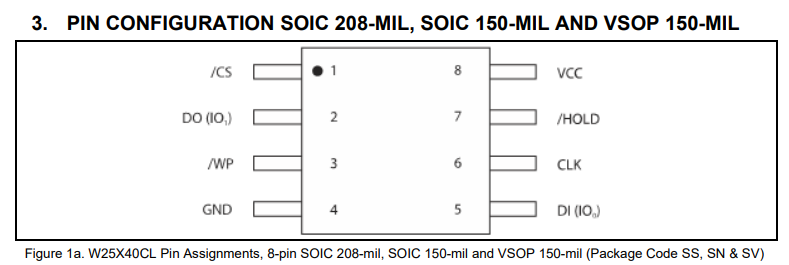 3. PIN CONFIGURATION SOIC 208-MIL, SOIC 150-MIL AND VSOP 150-MIL
/CS 1 8 VCC
DO (IO₁) 2 7 /HOLD
/WP 3 6 CLK
GND 4 5 DI (IO₀)
Figure 1a. W25X40CL Pin Assignments, 8-pin SOIC 208-mil, SOIC 150-mil and VSOP 150-mil (Package Code SS, SN & SV)